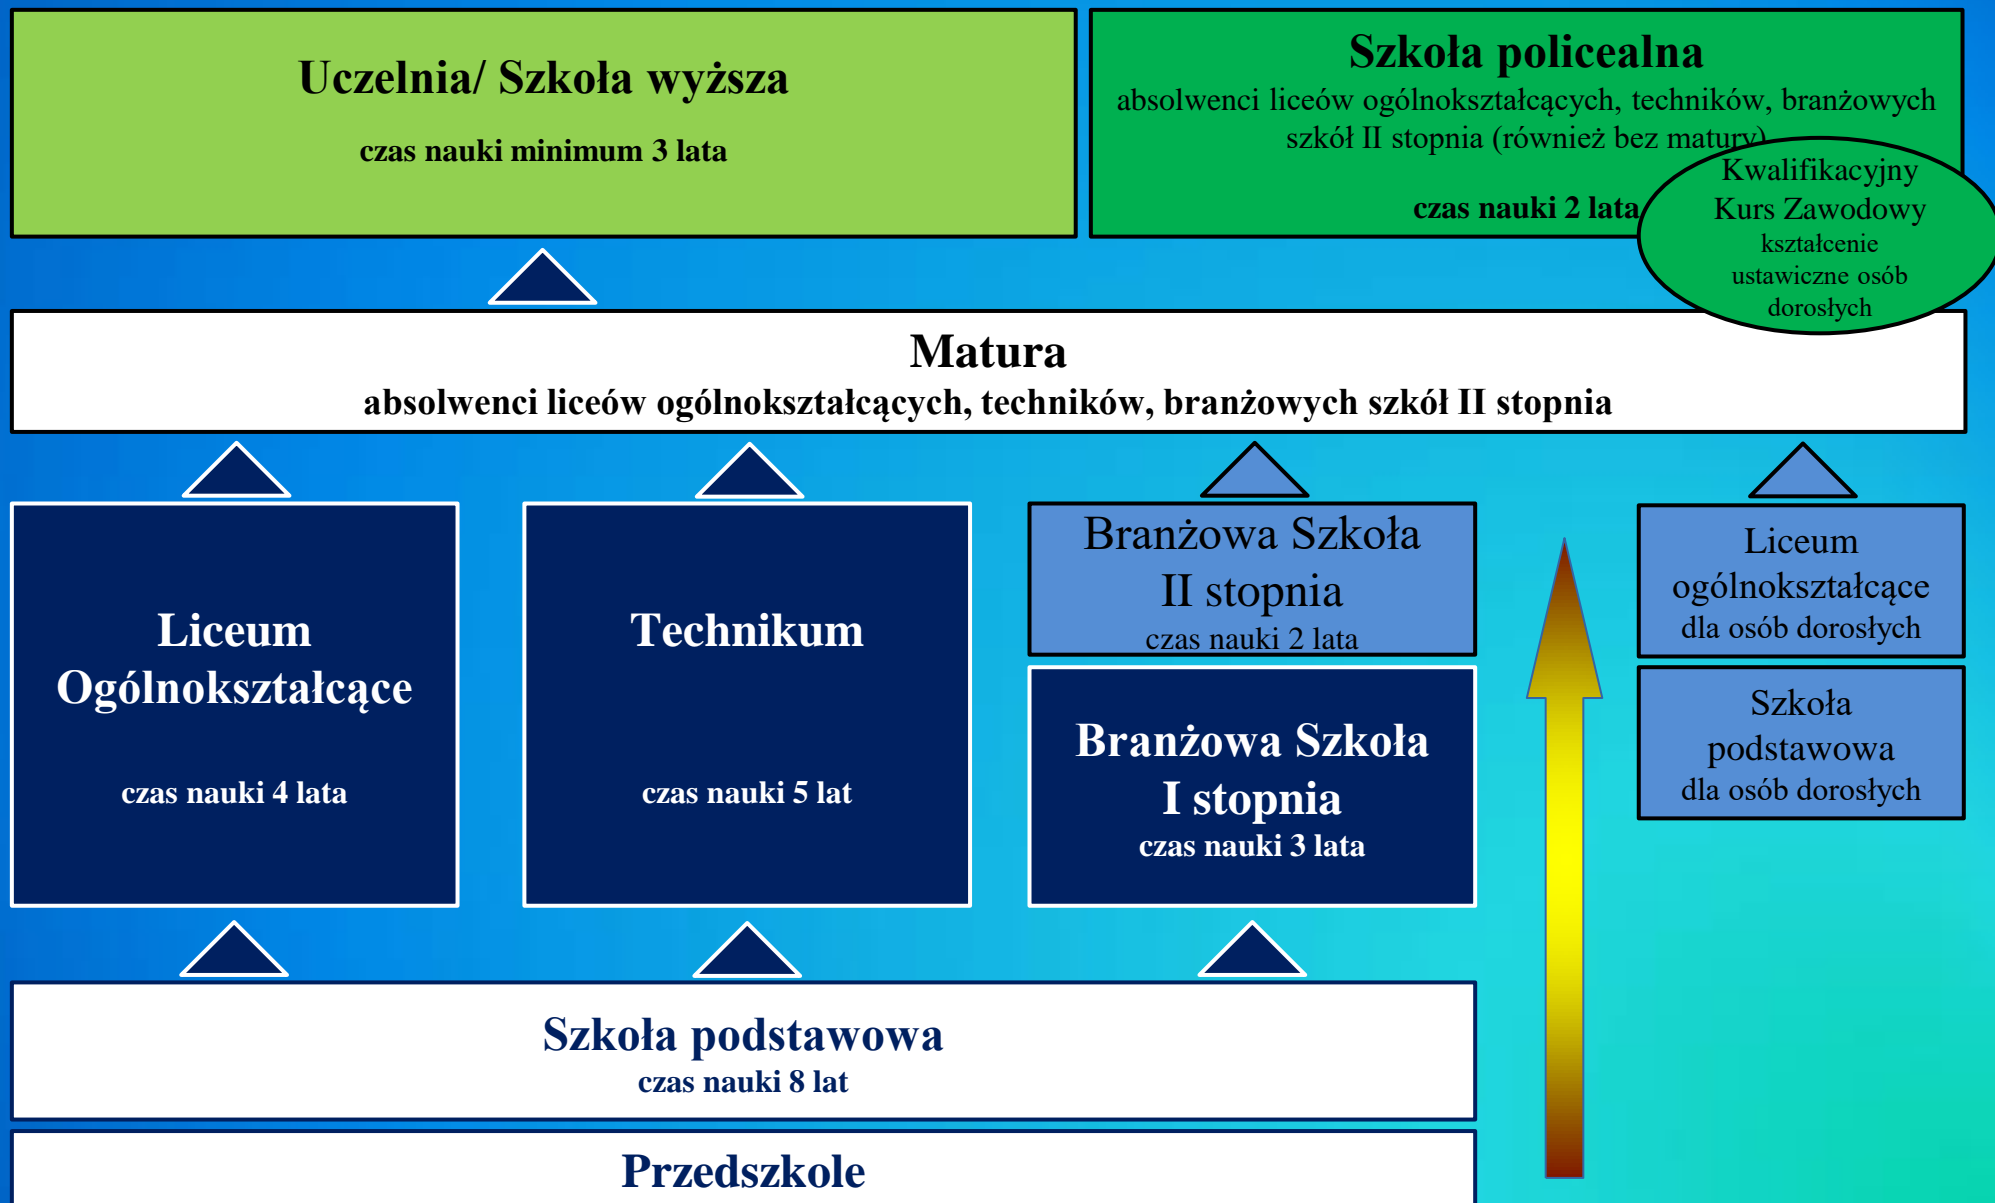 Uczelnia/ Szkoła wyższa
czas nauki minimum 3 lata
Szkoła policealna
absolwenci liceów ogólnokształcących, techników, branżowych
szkół II stopnia (również bez matury)
czas nauki 2 lata
Kwalifikacyjny
Kurs Zawodowy
kształcenie
ustawiczne osób
dorosłych
Matura
absolwenci liceów ogólnokształcących, techników, branżowych szkół II stopnia
Liceum
Ogólnokształcące
czas nauki 4 lata
Technikum
czas nauki 5 lat
Branżowa Szkoła
II stopnia
czas nauki 2 lata
Branżowa Szkoła
I stopnia
czas nauki 3 lata
Liceum
ogólnokształcące
dla osób dorosłych
Szkoła
podstawowa
dla osób dorosłych
Szkoła podstawowa
czas nauki 8 lat
Przedszkole